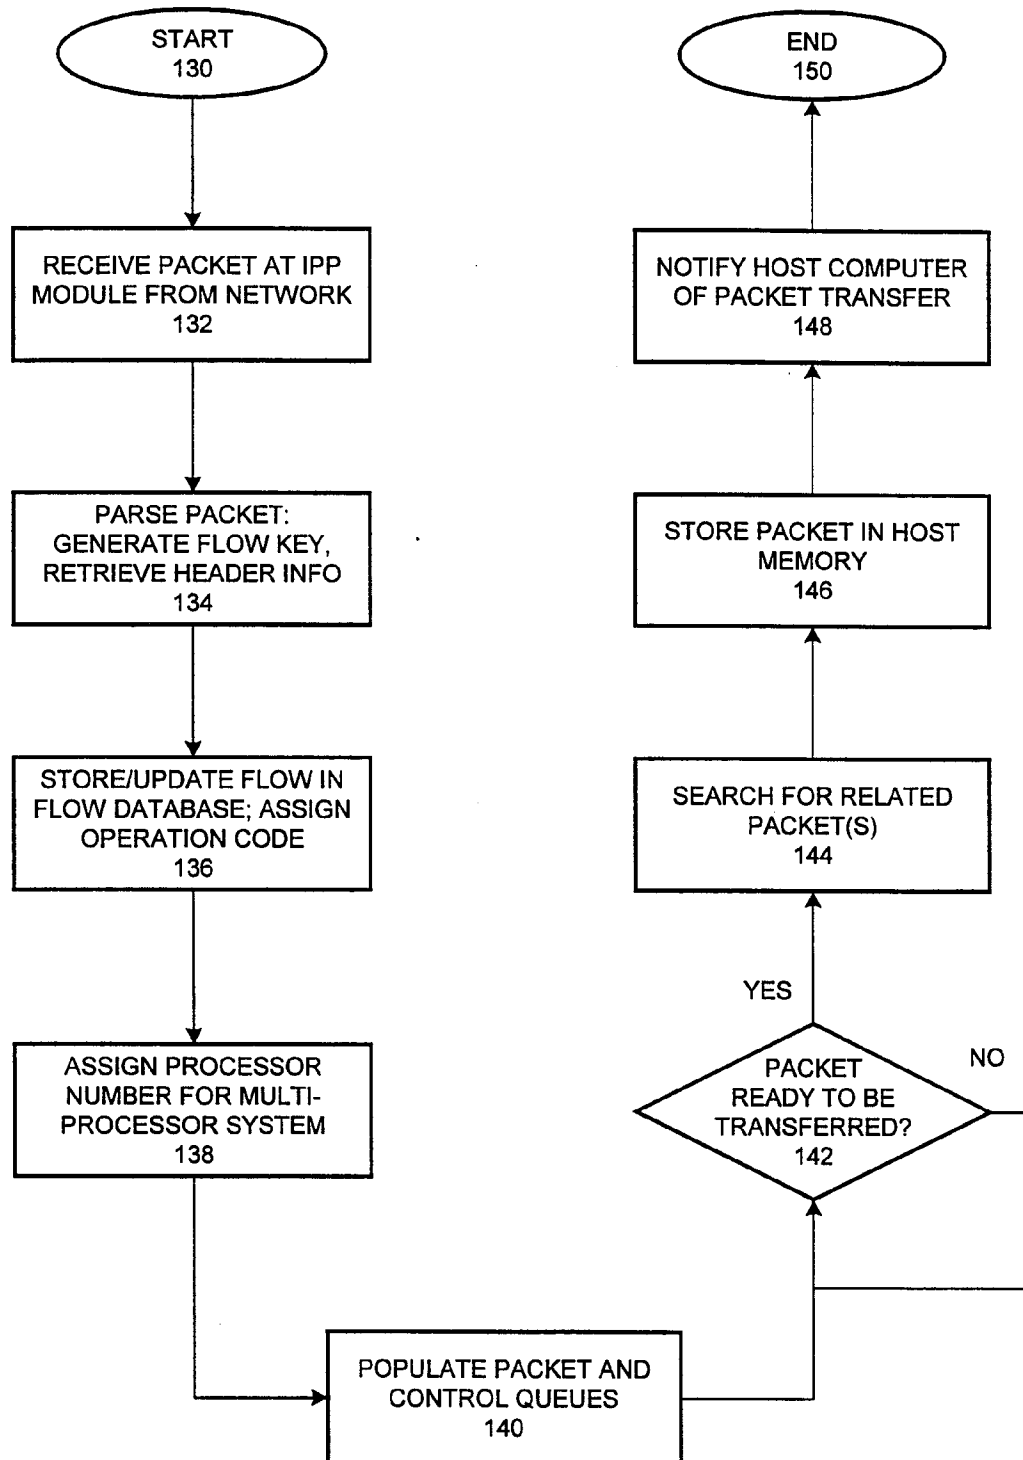 START
130
RECEIVE PACKET AT IPP
MODULE FROM NETWORK
132
PARSE PACKET:
GENERATE FLOW KEY,
RETRIEVE HEADER INFO
134
STORE/UPDATE FLOW IN
FLOW DATABASE; ASSIGN
OPERATION CODE
136
ASSIGN PROCESSOR
NUMBER FOR MULTI-
PROCESSOR SYSTEM
138
POPULATE PACKET AND
CONTROL QUEUES
140
PACKET
READY TO BE
TRANSFERRED?
142
NO
YES
SEARCH FOR RELATED
PACKET(S)
144
STORE PACKET IN HOST
MEMORY
146
NOTIFY HOST COMPUTER
OF PACKET TRANSFER
148
END
150